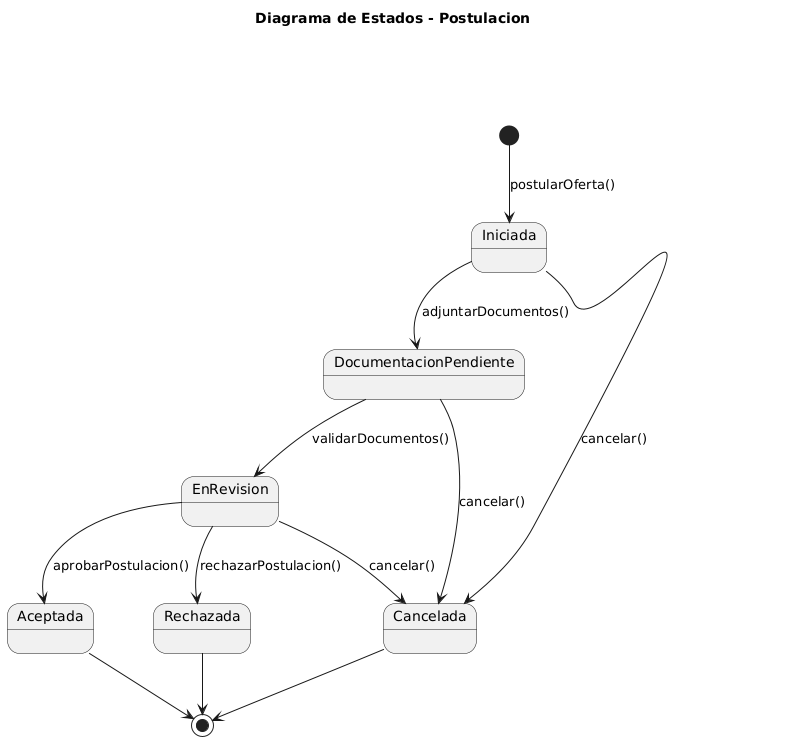 Diagrama de Estados - Postulacion
postularOferta()
Iniciada
adjuntarDocumentos()
DocumentacionPendiente
validarDocumentos()
cancelar()
EnRevision
cancelar()
aprobarPostulacion()
rechazarPostulacion()
cancelar()
Aceptada
Rechazada
Cancelada